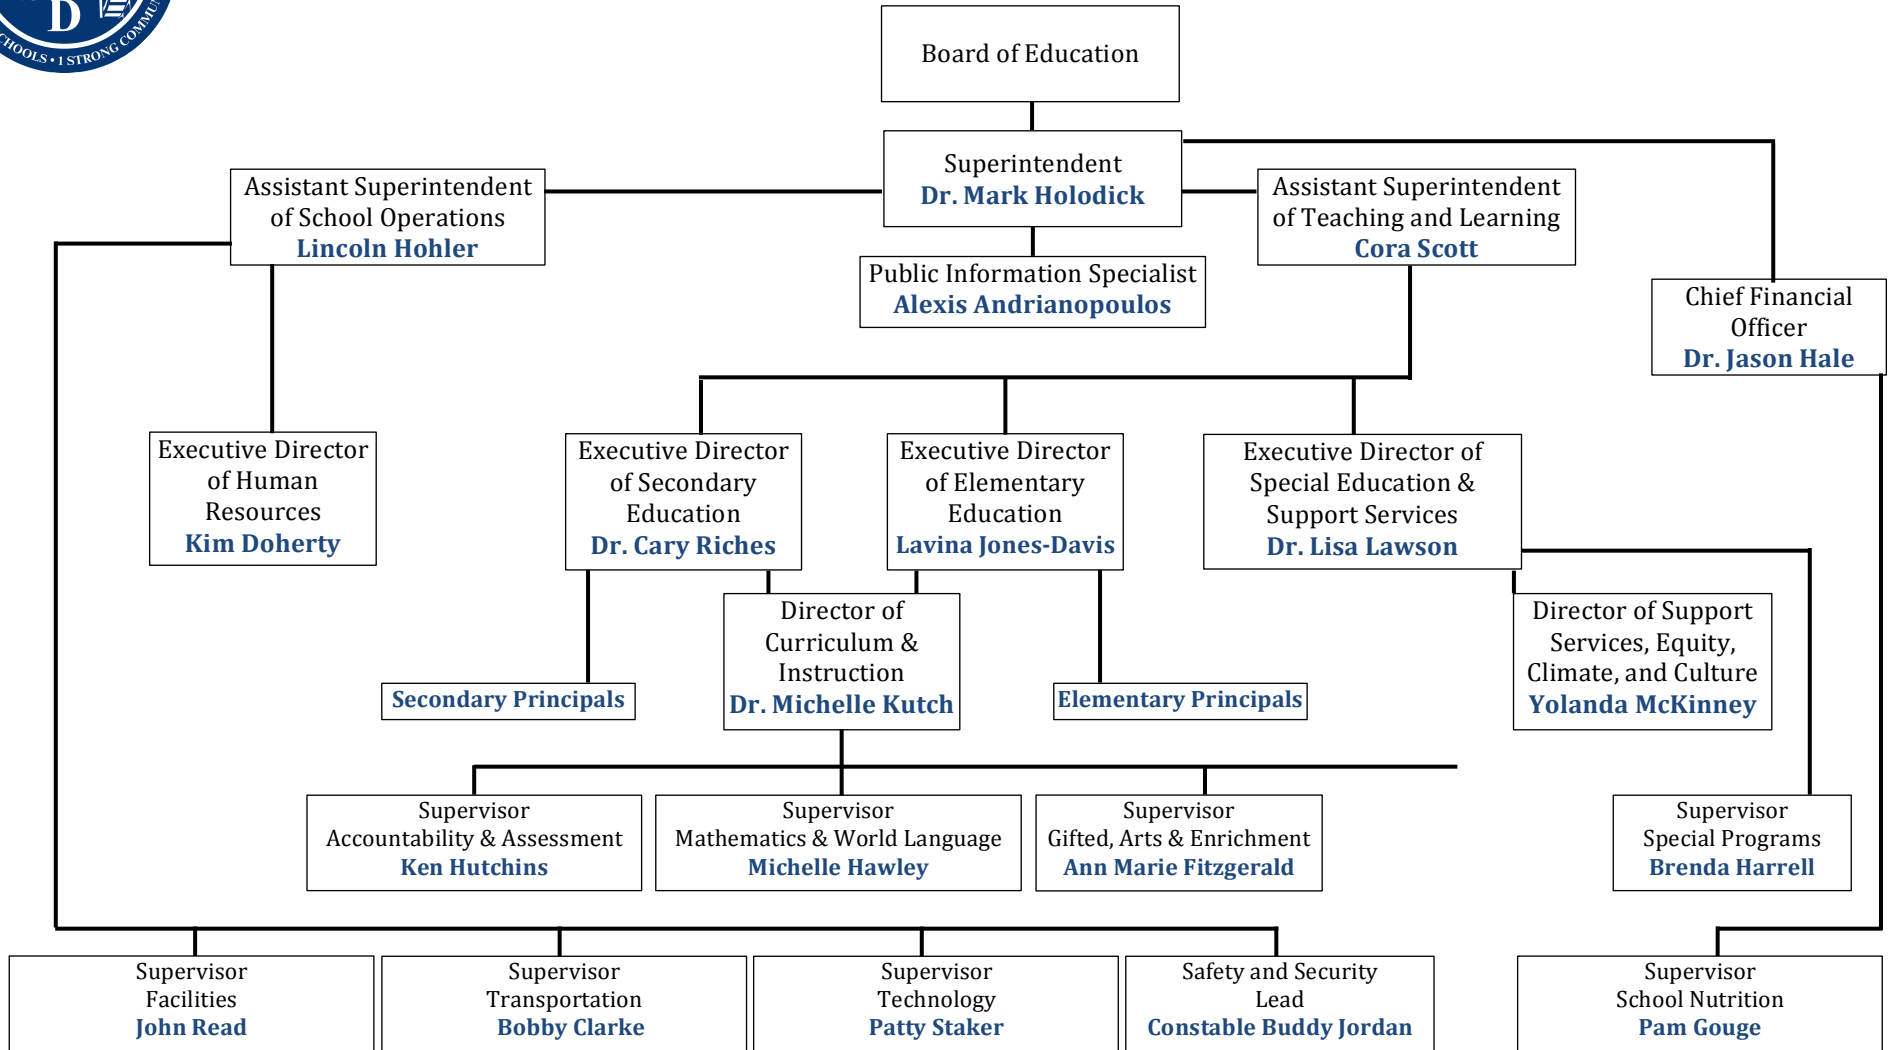 D
CHOOLS • 1 STRONG COMMUN
Board of Education
Superintendent
Dr. Mark Holodick
Assistant Superintendent
of School Operations
Lincoln Hohler
Assistant Superintendent
of Teaching and Learning
Cora Scott
Public Information Specialist
Alexis Andrianopoulos
Chief Financial
Officer
Dr. Jason Hale
Executive Director
of Human
Resources
Kim Doherty
Executive Director
of Secondary
Education
Dr. Cary Riches
Executive Director
of Elementary
Education
Lavina Jones-Davis
Executive Director of
Special Education &
Support Services
Dr. Lisa Lawson
Secondary Principals
Director of
Curriculum &
Instruction
Dr. Michelle Kutch
Elementary Principals
Director of Support
Services, Equity,
Climate, and Culture
Yolanda McKinney
Supervisor
Accountability & Assessment
Ken Hutchins
Supervisor
Mathematics & World Language
Michelle Hawley
Supervisor
Gifted, Arts & Enrichment
Ann Marie Fitzgerald
Supervisor
Special Programs
Brenda Harrell
Supervisor
Facilities
John Read
Supervisor
Transportation
Bobby Clarke
Supervisor
Technology
Patty Staker
Safety and Security
Lead
Constable Buddy Jordan
Supervisor
School Nutrition
Pam Gouge